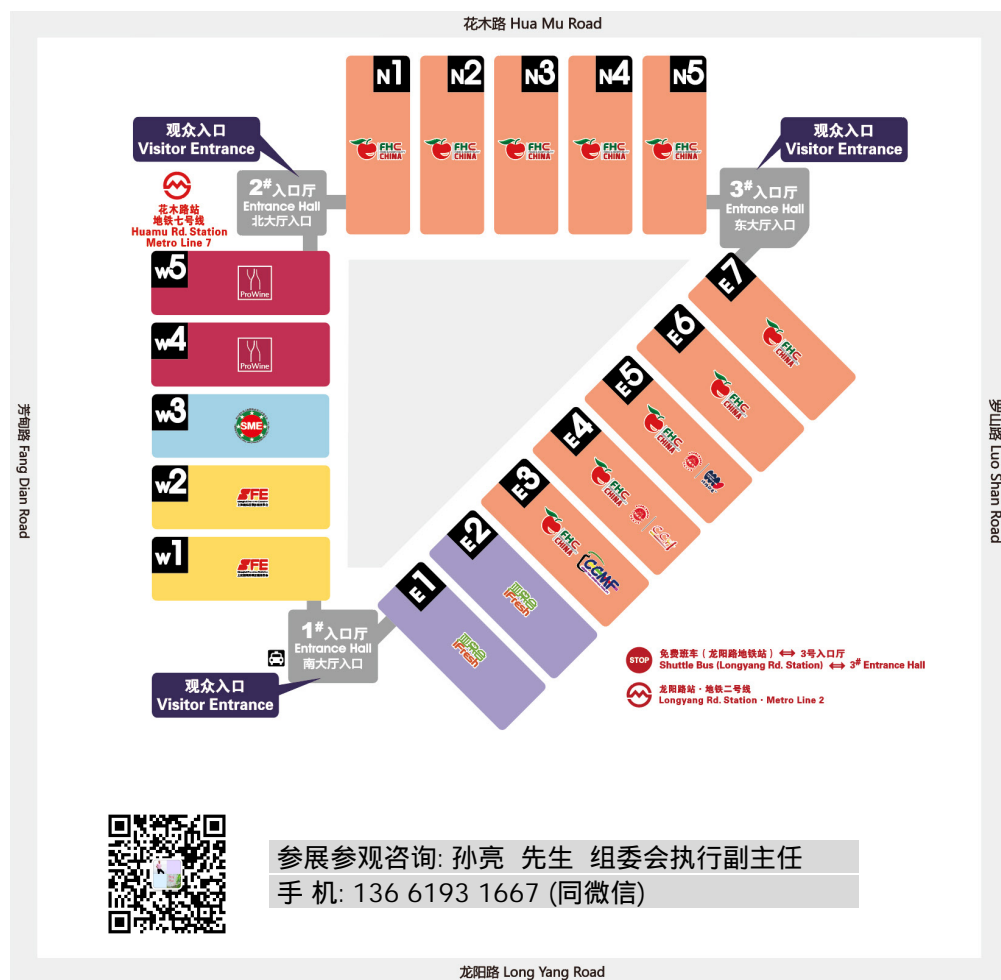 花木路 Hua Mu Road
N1
N2
N3
N4
N5
FHC CHINA
FHC CHINA
FHC CHINA
FHC CHINA
FHC CHINA
观众入口
Visitor Entrance
观众入口
Visitor Entrance
2#入口厅
Entrance Hall
北大厅入口
3#入口厅
Entrance Hall
东大厅入口
花木路站
地铁七号线
Huamu Rd. Station
Metro Line 7
W5
ProWine
W4
ProWine
W3
SME
W2
SFE
W1
SFE
E7
FHC CHINA
E6
FHC CHINA
E5
FHC CHINA
E4
FHC CHINA
E3
FHC CHINA
CCMF
E2
亚果会
iFresh
E1
亚果会
iFresh
芳甸路 Fang Dian Road
罗山路 Luo Shan Road
1#入口厅
Entrance Hall
南大厅入口
观众入口
Visitor Entrance
STOP
免费班车（龙阳路地铁站）⟺ 3号入口厅
Shuttle Bus (Longyang Rd. Station) ⟺ 3# Entrance Hall
龙阳路站·地铁二号线
Longyang Rd. Station · Metro Line 2
参展参观咨询: 孙亮 先生 组委会执行副主任
手 机: 136 6193 1667 (同微信)
龙阳路 Long Yang Road